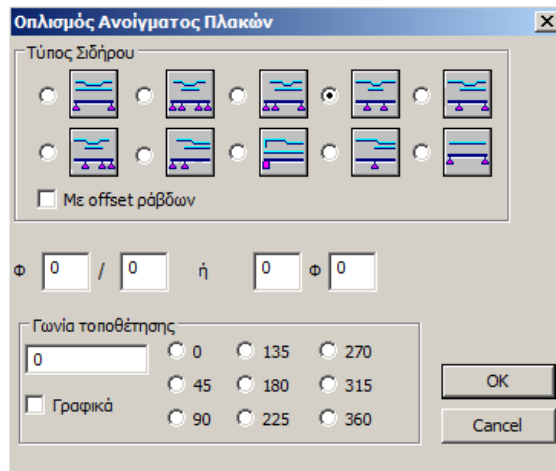 Οπλισμός Ανοίγματος Πλακών
Τύπος Σιδήρου
Με offset ράβδων
Φ 0 / 0 ή 0 Φ 0
Γωνία τοποθέτησης
0
0 135 270
45 180 315
Γραφικά
90 225 360
OK
Cancel